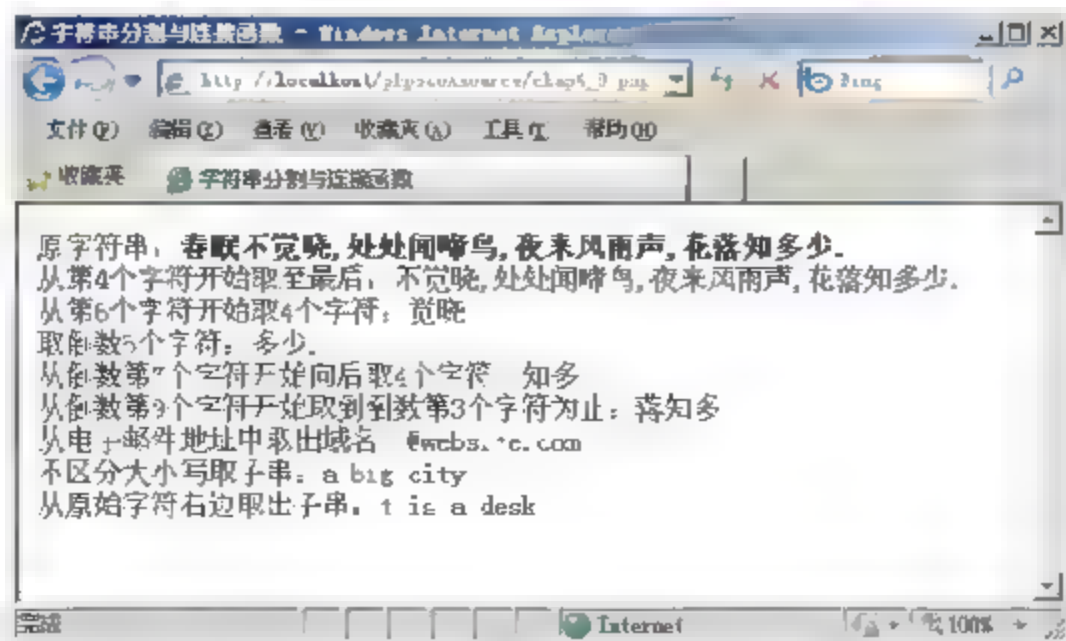 字符串分割与连接函数 - Windows Internet Explorer
Bing
文件(F) 编辑(E) 查看(V) 收藏夹(A) 工具(T) 帮助(H)
收藏夹 字符串分割与连接函数
原字符串：春眠不觉晓,处处闻啼鸟,夜来风雨声,花落知多少.
从第4个字符开始取至最后：不觉晓,处处闻啼鸟,夜来风雨声,花落知多少.
从第6个字符开始取4个字符：觉晓
取倒数5个字符：多少.
从倒数第7个字符开始向后取4个字符 知多
从倒数第9个字符开始取到到数第3个字符为止：落知多
从电子邮件地址中取出域名 @website.com
不区分大小写取子串：a big city
从原始字符右边取出子串：t is a desk
完成 Internet 100%